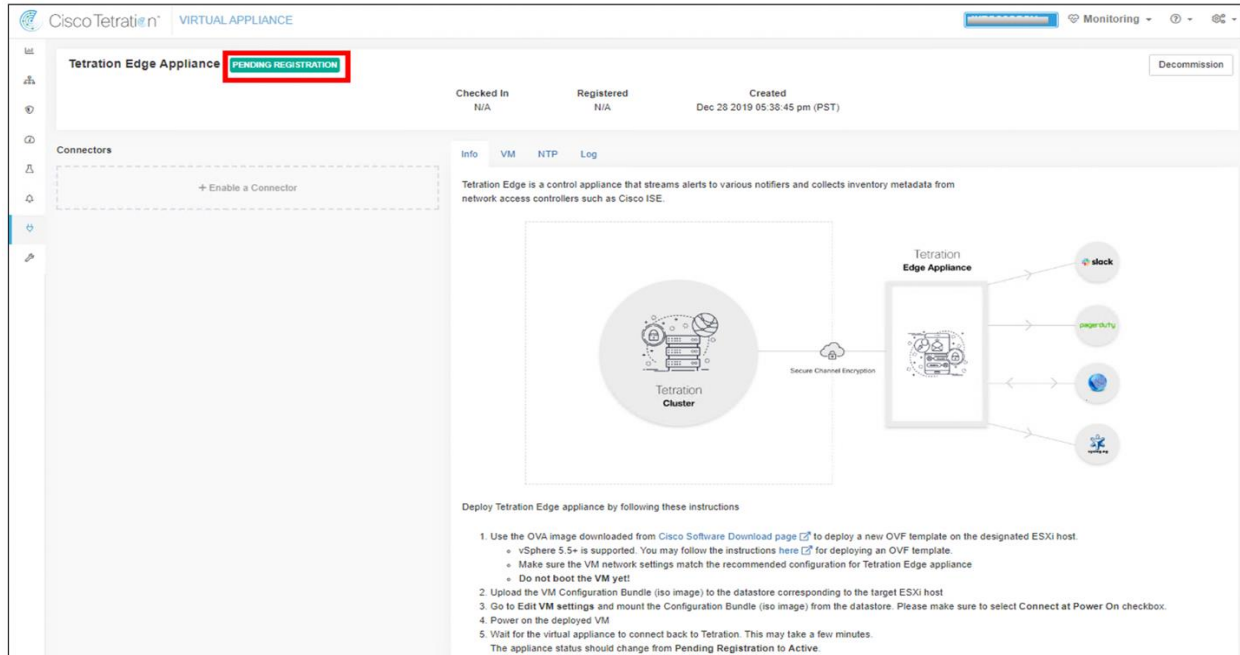 Cisco Tetration™ VIRTUAL APPLIANCE
Monitoring
Tetration Edge Appliance PENDING REGISTRATION
Decommission
Checked In Registered Created
N/A N/A Dec 28 2019 05:38:45 pm (PST)
Connectors
+ Enable a Connector
Info VM NTP Log
Tetration Edge is a control appliance that streams alerts to various notifiers and collects inventory metadata from
network access controllers such as Cisco ISE.
Tetration
Edge Appliance
slack
pagerduty
Secure Channel Encryption
Tetration
Cluster
syslog-ng
Deploy Tetration Edge appliance by following these instructions
1. Use the OVA image downloaded from Cisco Software Download page to deploy a new OVF template on the designated ESXi host.
vSphere 5.5+ is supported. You may follow the instructions here for deploying an OVF template.
Make sure the VM network settings match the recommended configuration for Tetration Edge appliance
Do not boot the VM yet!
2. Upload the VM Configuration Bundle (iso image) to the datastore corresponding to the target ESXi host
3. Go to Edit VM settings and mount the Configuration Bundle (iso image) from the datastore. Please make sure to select Connect at Power On checkbox.
4. Power on the deployed VM
5. Wait for the virtual appliance to connect back to Tetration. This may take a few minutes.
The appliance status should change from Pending Registration to Active.